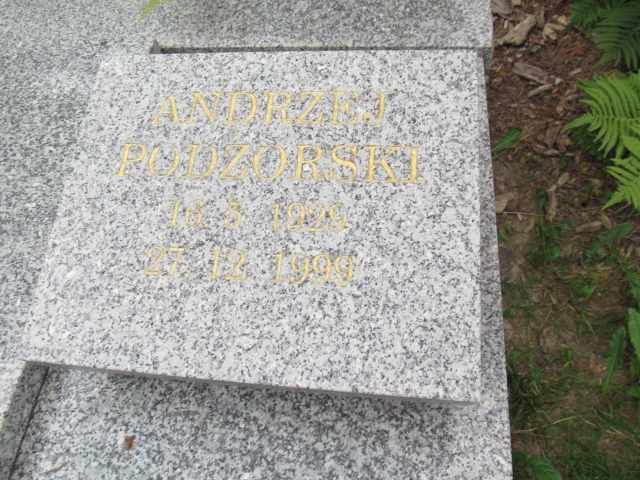 ANDRZEJ
PODZORSKI
16. 5. 1929
27. 12. 1999